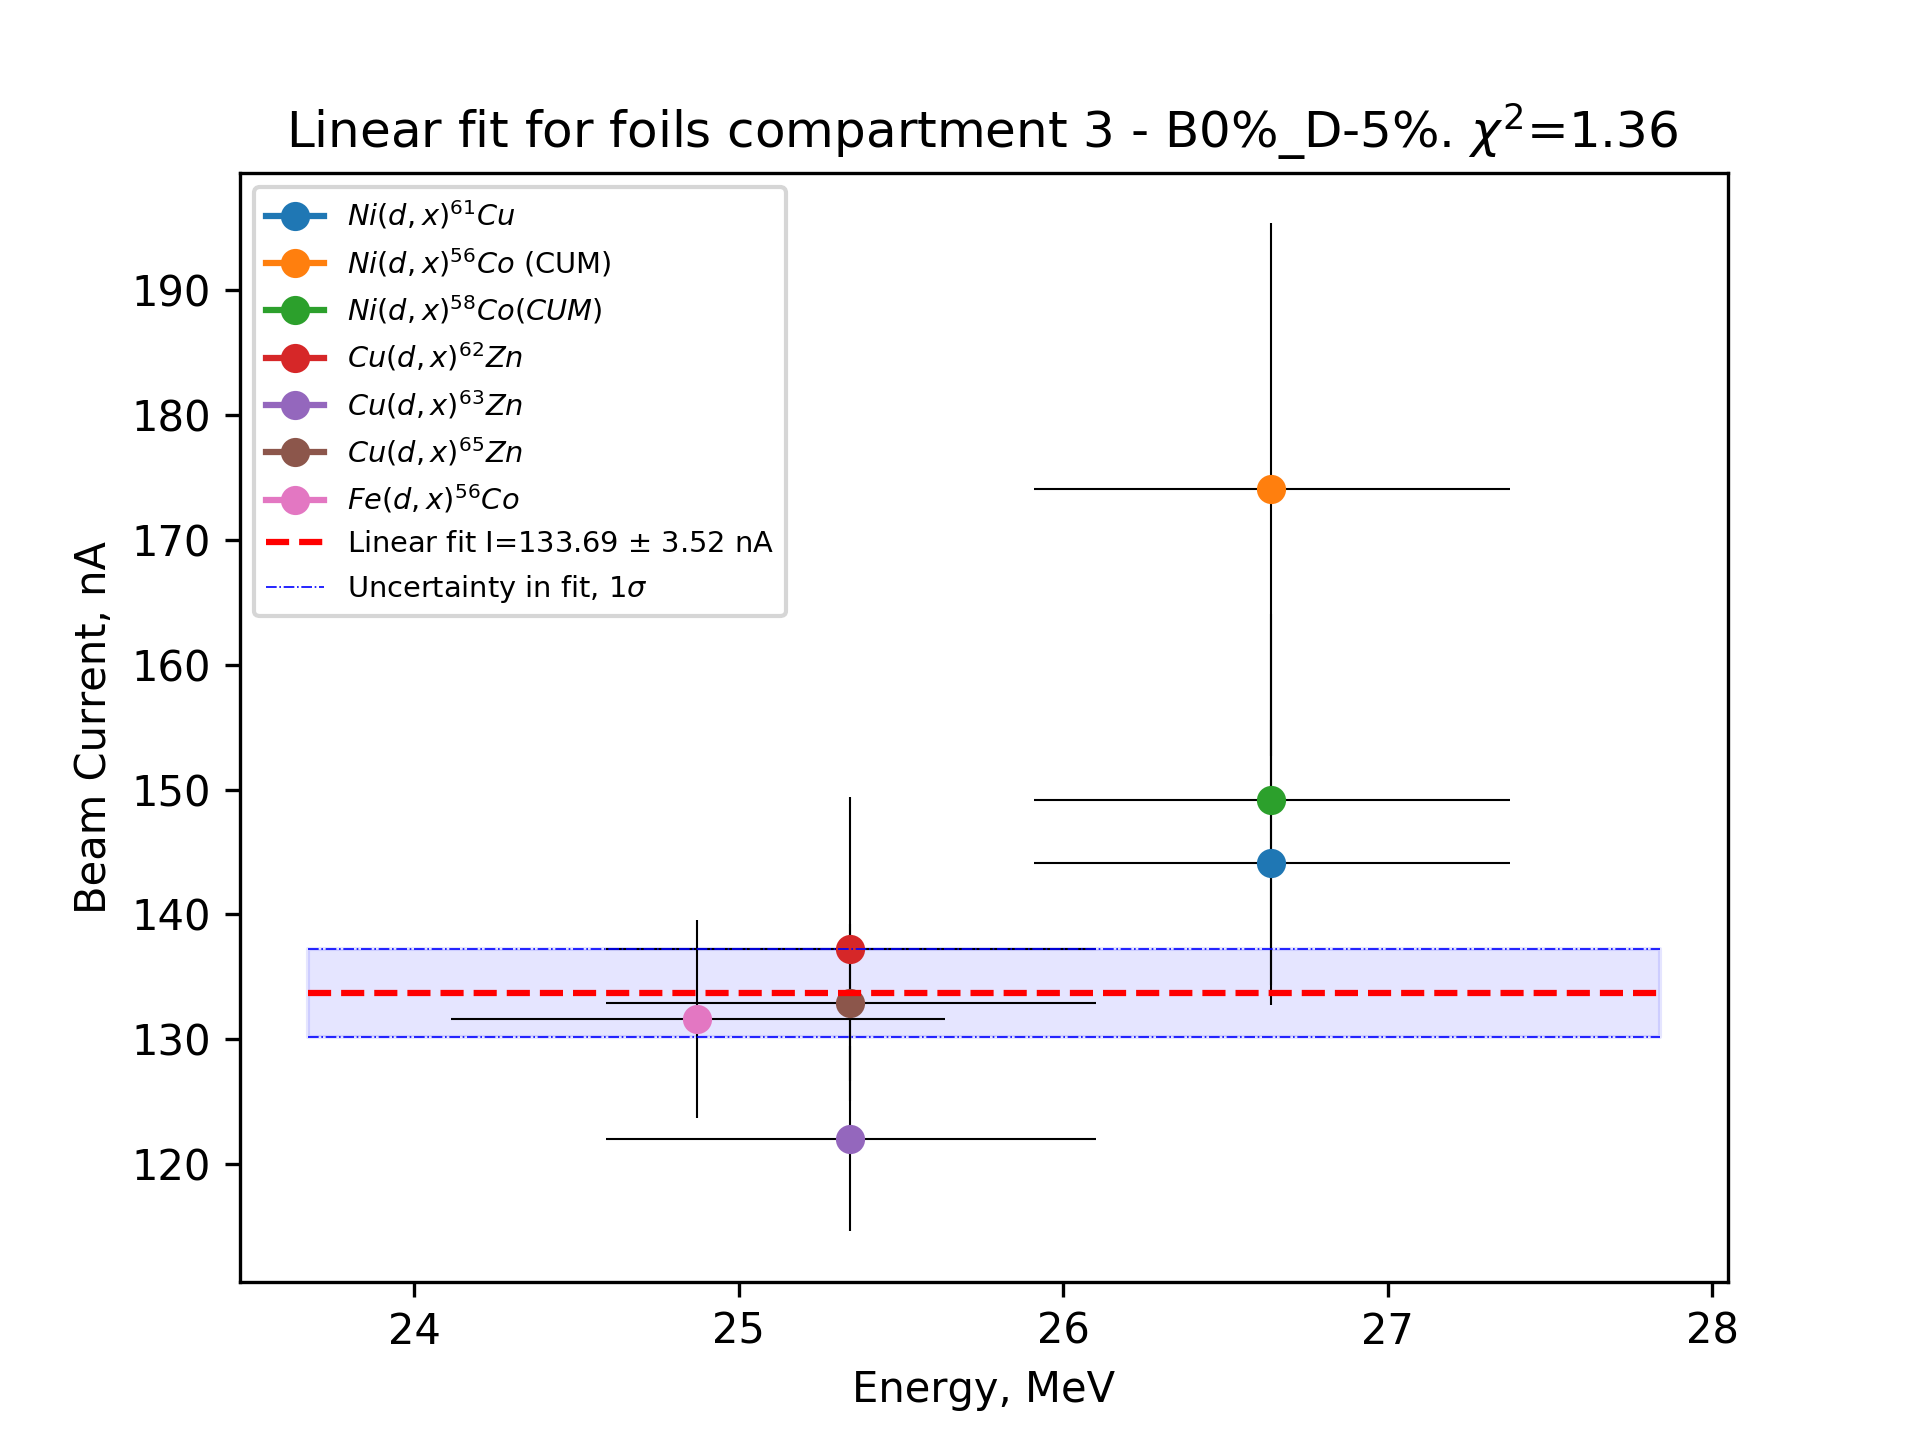 Linear fit for foils compartment 3 - B0%_D-5%. χ²=1.36
Ni(d, x)⁶¹Cu
Ni(d, x)⁵⁶Co (CUM)
Ni(d, x)⁵⁸Co(CUM)
Cu(d, x)⁶²Zn
Cu(d, x)⁶³Zn
Cu(d, x)⁶⁵Zn
Fe(d, x)⁵⁶Co
Linear fit I=133.69 ± 3.52 nA
Uncertainty in fit, 1σ
Beam Current, nA
190
180
170
160
150
140
130
120
24 25 26 27 28
Energy, MeV